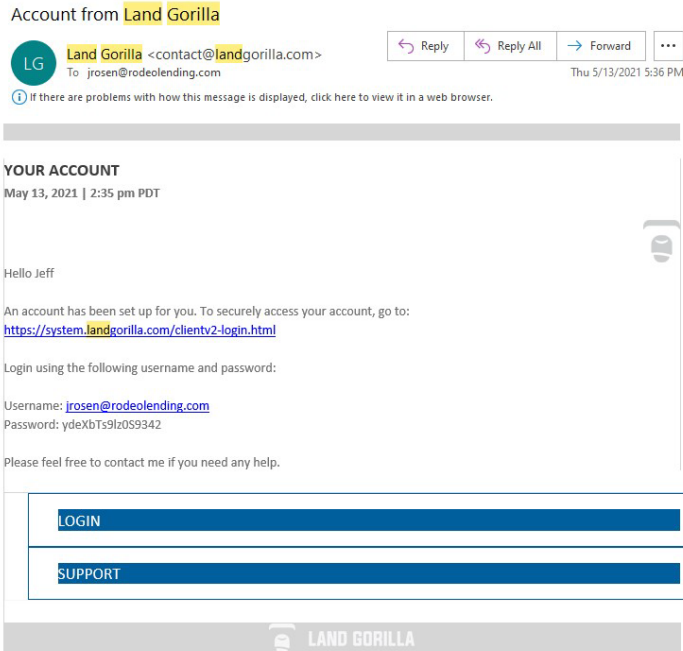 Account from Land Gorilla
LG
Land Gorilla <contact@landgorilla.com>
To jrosen@rodeolending.com
Reply
Reply All
Forward
Thu 5/13/2021 5:36 PM
If there are problems with how this message is displayed, click here to view it in a web browser.
YOUR ACCOUNT
May 13, 2021 | 2:35 pm PDT
Hello Jeff
An account has been set up for you. To securely access your account, go to:
https://system.landgorilla.com/clientv2-login.html
Login using the following username and password:
Username: jrosen@rodeolending.com
Password: ydeXbTs9lz0S9342
Please feel free to contact me if you need any help.
LOGIN
SUPPORT
LAND GORILLA